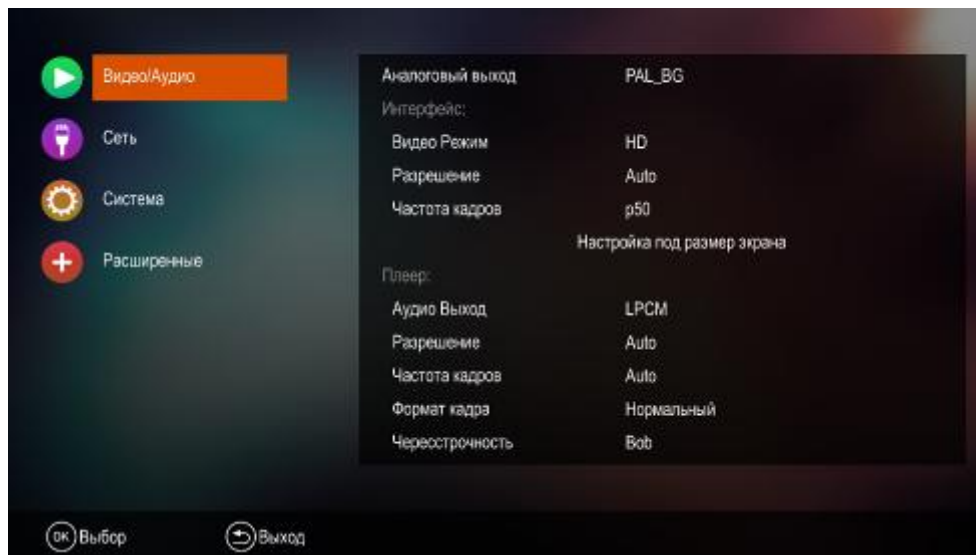 Видео/Аудио
Сеть
Система
Расширенные
Аналоговый выход PAL_BG
Интерфейс:
Видео Режим HD
Разрешение Auto
Частота кадров p50
Настройка под размер экрана
Плеер:
Аудио Выход LPCM
Разрешение Auto
Частота кадров Auto
Формат кадра Нормальный
Чересстрочность Bob
OK Выбор Выход